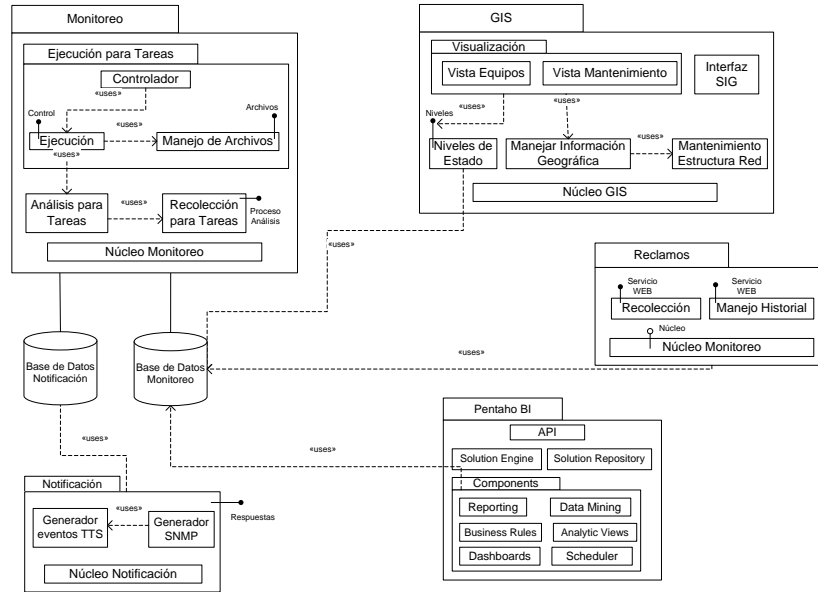 Monitoreo
Ejecución para Tareas
Controlador
«uses»
Control
Archivos
Ejecución
«uses»
Manejo de Archivos
«uses»
Análisis para
Tareas
«uses»
Recolección
para Tareas
Proceso
Análisis
Núcleo Monitoreo
GIS
Visualización
Vista Equipos
Vista Mantenimiento
Interfaz
SIG
«uses»
«uses»
Niveles
Niveles de
Estado
Manejar Información
Geográfica
«uses»
Mantenimiento
Estructura Red
Núcleo GIS
«uses»
Reclamos
Servicio
WEB
Servicio
WEB
Recolección
Manejo Historial
Núcleo
Núcleo Monitoreo
Base de Datos
Notificación
Base de Datos
Monitoreo
«uses»
«uses»
«uses»
Pentaho BI
API
Solution Engine
Solution Repository
Components
Reporting
Data Mining
Business Rules
Analytic Views
Dashboards
Scheduler
Notificación
Generador
eventos TTS
«uses»
Generador
SNMP
Respuestas
Núcleo Notificación